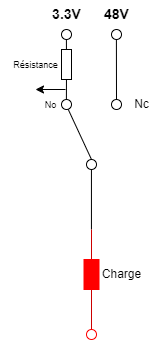 3.3V 48V
Résistance
No Nc
Charge